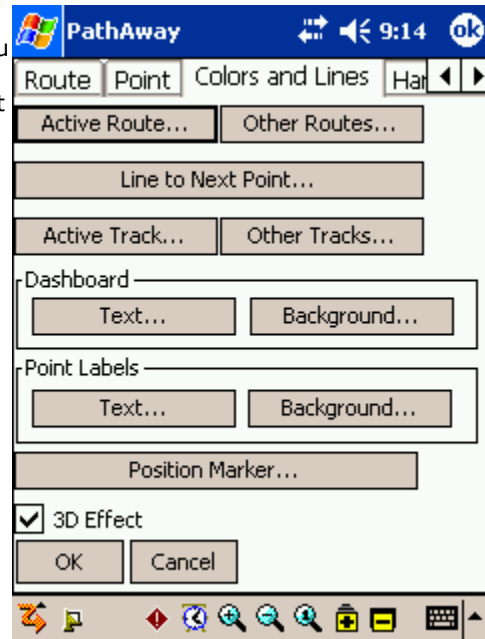 PathAway 9:14 ok
u
Route Point Colors and Lines Har
t
Active Route... Other Routes...
Line to Next Point...
Active Track... Other Tracks...
Dashboard
Text... Background...
Point Labels
Text... Background...
Position Marker...
3D Effect
OK Cancel